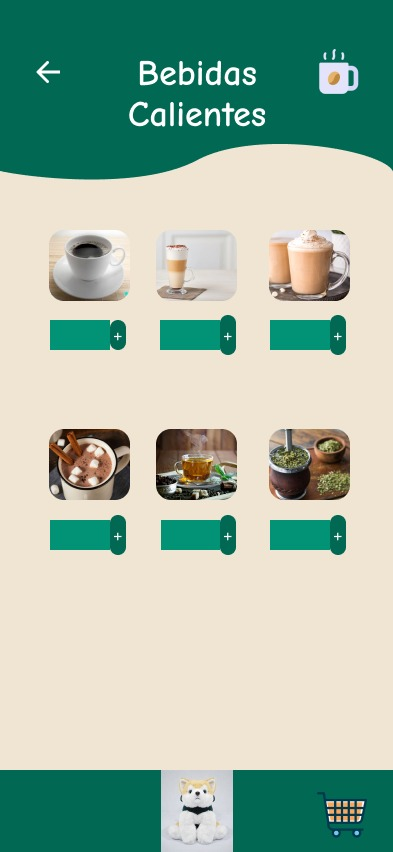 Bebidas
Calientes
+ + +
+ + +